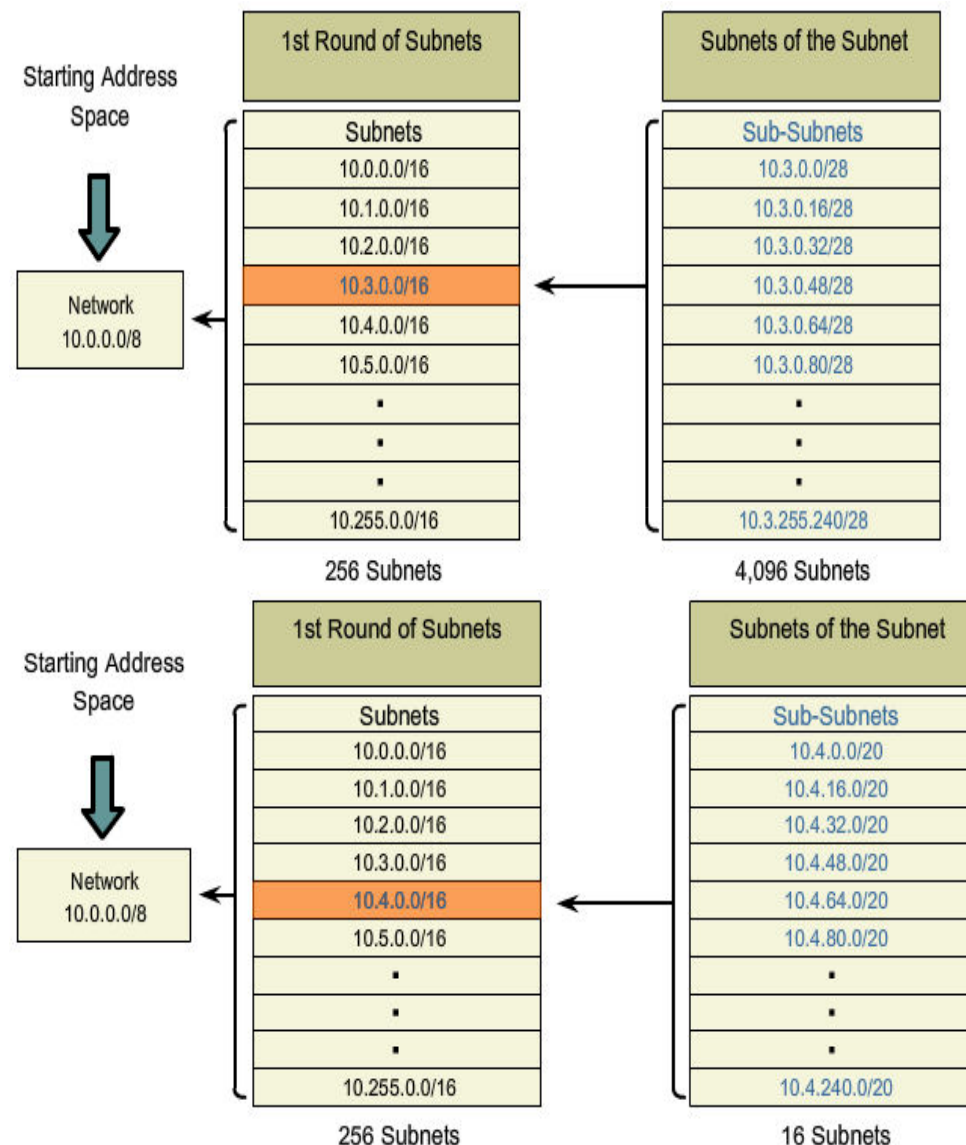 Starting Address
Space
Network
10.0.0.0/8
1st Round of Subnets
Subnets
10.0.0.0/16
10.1.0.0/16
10.2.0.0/16
10.3.0.0/16
10.4.0.0/16
10.5.0.0/16
.
.
.
10.255.0.0/16
256 Subnets
Subnets of the Subnet
Sub-Subnets
10.3.0.0/28
10.3.0.16/28
10.3.0.32/28
10.3.0.48/28
10.3.0.64/28
10.3.0.80/28
.
.
.
10.3.255.240/28
4,096 Subnets
Starting Address
Space
Network
10.0.0.0/8
1st Round of Subnets
Subnets
10.0.0.0/16
10.1.0.0/16
10.2.0.0/16
10.3.0.0/16
10.4.0.0/16
10.5.0.0/16
.
.
.
10.255.0.0/16
256 Subnets
Subnets of the Subnet
Sub-Subnets
10.4.0.0/20
10.4.16.0/20
10.4.32.0/20
10.4.48.0/20
10.4.64.0/20
10.4.80.0/20
.
.
.
10.4.240.0/20
16 Subnets